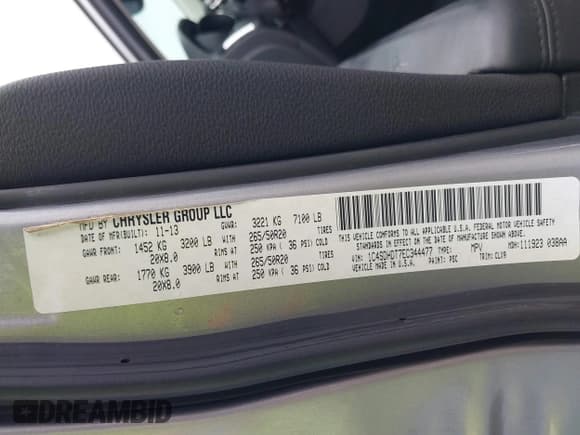 MFD BY CHRYSLER GROUP LLC
DATE OF MFR(BUILT): 11-13 GVWR: 3221 KG 7100 LB
GAWR FRONT: 1452 KG 3200 LB WITH 265/50R20 TIRES
20X8.0 RIMS AT 250 KPA ( 36 PSI) COLD
GAWR REAR: 1770 KG 3900 LB WITH 265/50R20 TIRES
20X8.0 RIMS AT 250 KPA ( 36 PSI) COLD
THIS VEHICLE CONFORMS TO ALL APPLICABLE U.S.A. FEDERAL MOTOR VEHICLE SAFETY
STANDARDS IN EFFECT ON THE DATE OF MANUFACTURE SHOWN ABOVE.
VIN: 1C4SDHDT7EC344477 TYPE: MPV MDH: 111923 038AA
VEHICLE MADE IN U.S.A. PAINT: PSC TRIM: CLV9
DREAMBID